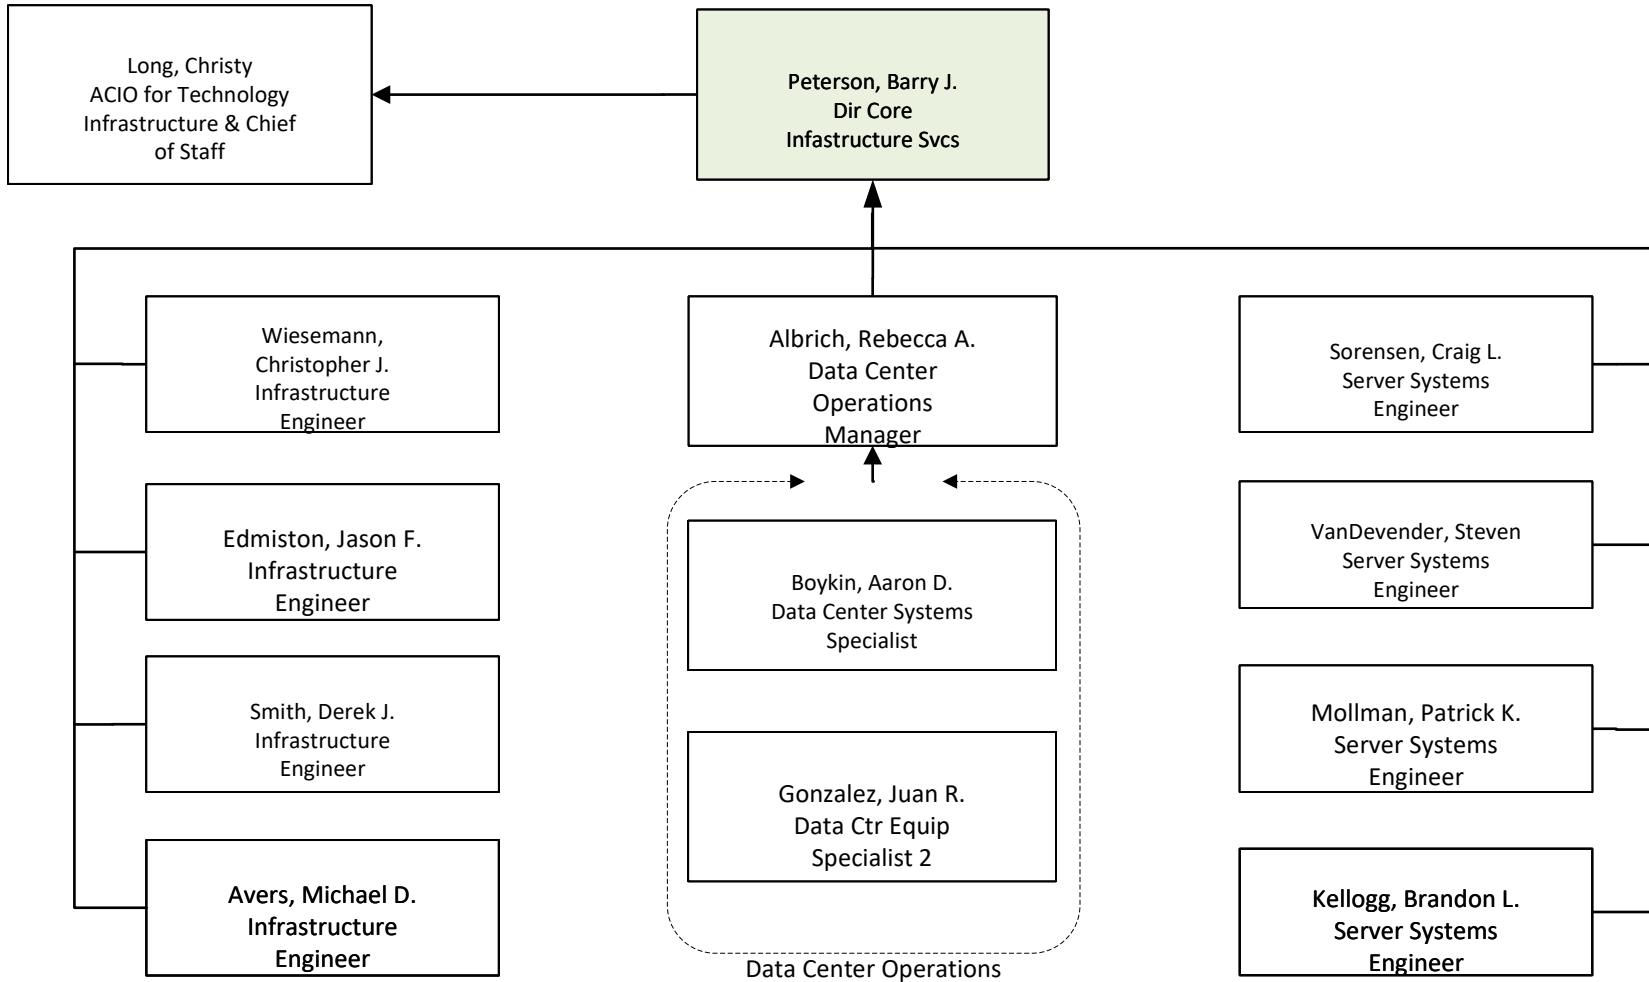 Long, Christy
ACIO for Technology
Infrastructure & Chief
of Staff
Peterson, Barry J.
Dir Core
Infastructure Svcs
Wiesemann,
Christopher J.
Infrastructure
Engineer
Albrich, Rebecca A.
Data Center
Operations
Manager
Sorensen, Craig L.
Server Systems
Engineer
Edmiston, Jason F.
Infrastructure
Engineer
Boykin, Aaron D.
Data Center Systems
Specialist
VanDevender, Steven
Server Systems
Engineer
Smith, Derek J.
Infrastructure
Engineer
Gonzalez, Juan R.
Data Ctr Equip
Specialist 2
Mollman, Patrick K.
Server Systems
Engineer
Avers, Michael D.
Infrastructure
Engineer
Data Center Operations
Kellogg, Brandon L.
Server Systems
Engineer